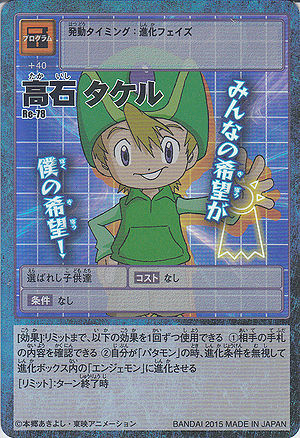 プログラム
発動タイミング：進化フェイズ
+40
高石 タケル
Re-78
みんなの希望が
僕の希望！
選ばれし子供達
コスト なし
条件 なし
[効果]リミットまで、以下の効果を1回ずつ使用できる ①相手の手札
の内容を確認できる ②自分が「パタモン」の時、進化条件を無視して
進化ボックス内の「エンジェモン」に進化させる
[リミット]：ターン終了時
©本郷あきよし・東映アニメーション
BANDAI 2015 MADE IN JAPAN